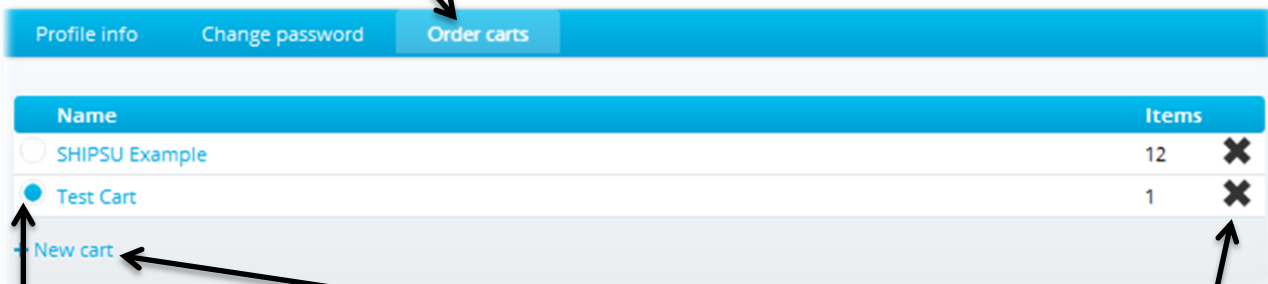 Profile info Change password Order carts
Name Items
SHIPSU Example 12
Test Cart 1
+ New cart